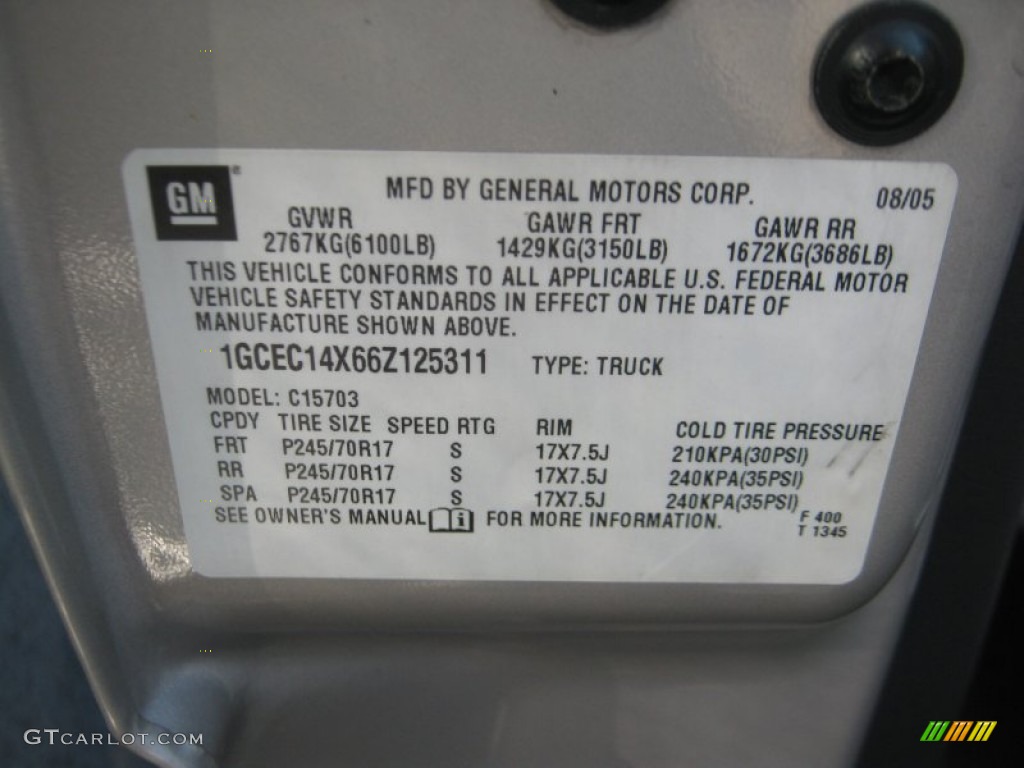 GM ® MFD BY GENERAL MOTORS CORP. 08/05
GVWR GAWR FRT GAWR RR
2767KG(6100LB) 1429KG(3150LB) 1672KG(3686LB)
THIS VEHICLE CONFORMS TO ALL APPLICABLE U.S. FEDERAL MOTOR
VEHICLE SAFETY STANDARDS IN EFFECT ON THE DATE OF
MANUFACTURE SHOWN ABOVE.
1GCEC14X66Z125311 TYPE: TRUCK
MODEL: C15703
CPDY TIRE SIZE SPEED RTG RIM COLD TIRE PRESSURE
FRT P245/70R17 S 17X7.5J 210KPA(30PSI)
RR P245/70R17 S 17X7.5J 240KPA(35PSI)
SPA P245/70R17 S 17X7.5J 240KPA(35PSI)
SEE OWNER'S MANUAL i FOR MORE INFORMATION. F 400
T 1345
GTCARLOT.COM